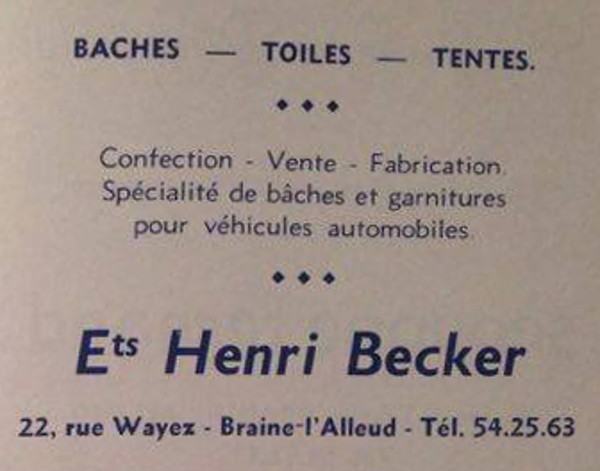 BACHES — TOILES — TENTES.
Confection - Vente - Fabrication.
Spécialité de bâches et garnitures
pour véhicules automobiles.
Ets Henri Becker
22, rue Wayez - Braine-l'Alleud - Tél. 54.25.63